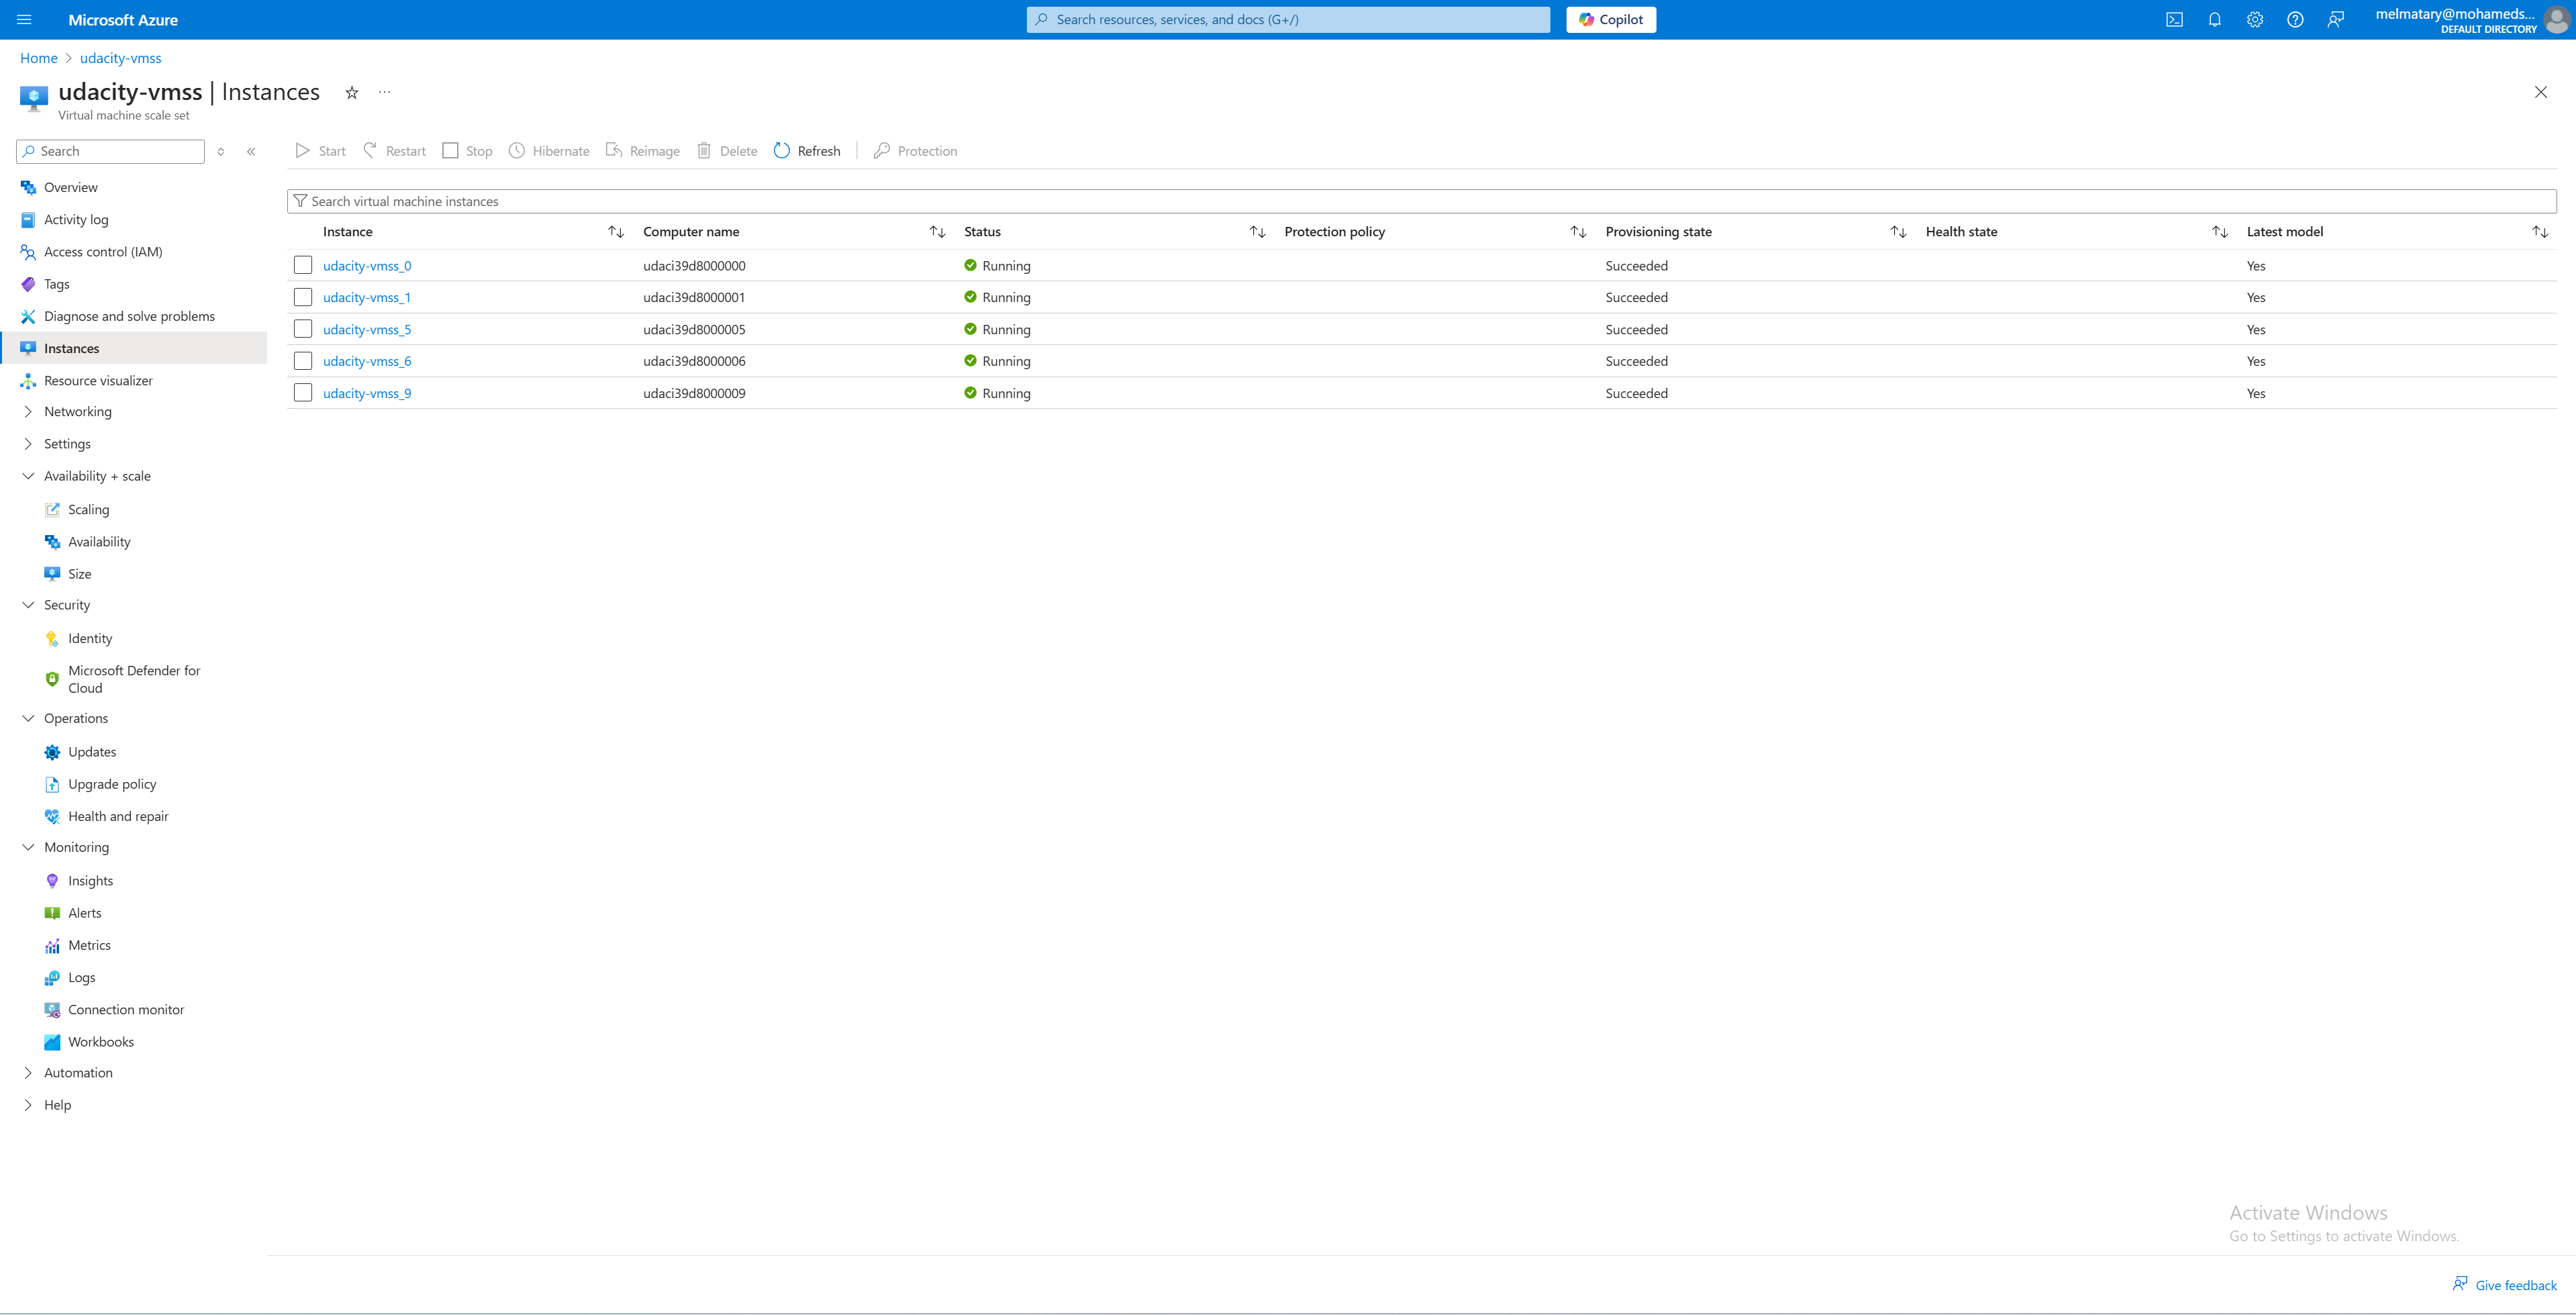 Microsoft Azure
Search resources, services, and docs (G+/)
Copilot
melmatary@mohameds...
DEFAULT DIRECTORY
Home > udacity-vmss
udacity-vmss | Instances
Virtual machine scale set
Search
Start Restart Stop Hibernate Reimage Delete Refresh Protection
Overview
Activity log
Access control (IAM)
Tags
Diagnose and solve problems
Instances
Resource visualizer
Networking
Settings
Availability + scale
Scaling
Availability
Size
Security
Identity
Microsoft Defender for
Cloud
Operations
Updates
Upgrade policy
Health and repair
Monitoring
Insights
Alerts
Metrics
Logs
Connection monitor
Workbooks
Automation
Help
Search virtual machine instances
Instance Computer name Status Protection policy Provisioning state Health state Latest model
udacity-vmss_0 udaci39d8000000 Running Succeeded Yes
udacity-vmss_1 udaci39d8000001 Running Succeeded Yes
udacity-vmss_5 udaci39d8000005 Running Succeeded Yes
udacity-vmss_6 udaci39d8000006 Running Succeeded Yes
udacity-vmss_9 udaci39d8000009 Running Succeeded Yes
Activate Windows
Go to Settings to activate Windows.
Give feedback